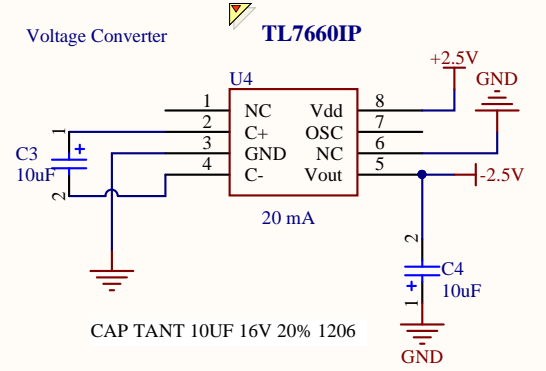 Voltage Converter
TL7660IP
+2.5V
GND
U4
1 NC Vdd 8
2 C+ OSC 7
3 GND NC 6
4 C- Vout 5
1
+
C3
10uF
2
-2.5V
20 mA
2
C4
+
10uF
1
CAP TANT 10UF 16V 20% 1206
GND